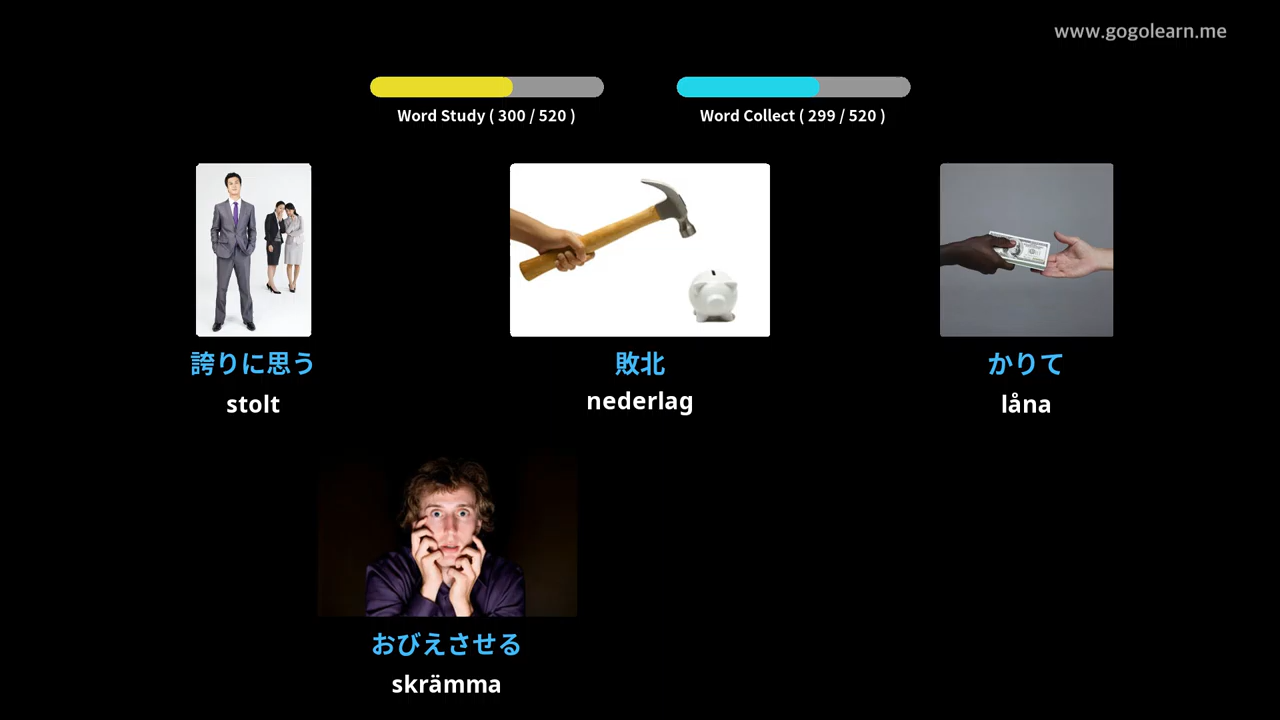 www.gogolearn.me
Word Study ( 300 / 520 )
Word Collect ( 299 / 520 )
誇りに思う
stolt
敗北
nederlag
かりて
låna
おびえさせる
skrämma